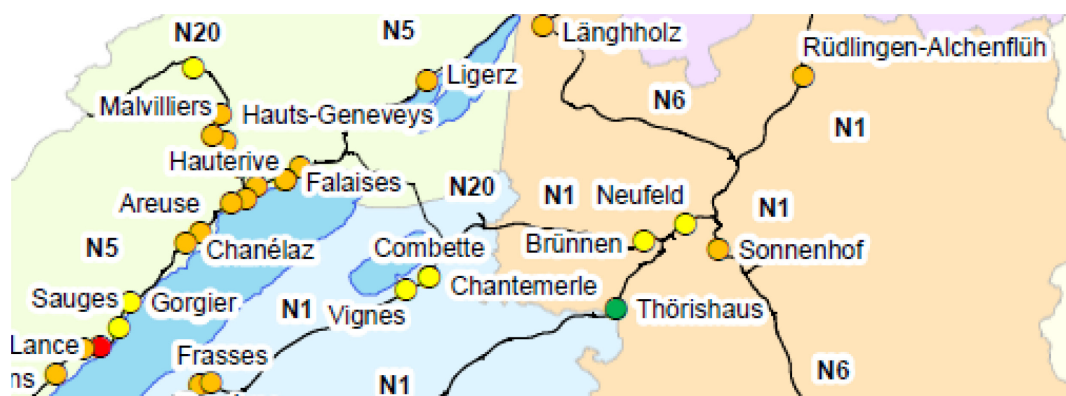 N20
N5
Länghholz
Rüdlingen-Alchenflüh
Ligerz
Malvilliers
Hauts-Geneveys
N6
N1
Hauterive
Falaises
N20
N1
Neufeld
N1
Areuse
N5
Chanélaz
Combette
Brünnen
Sonnenhof
Sauges
Gorgier
N1
Vignes
Chantemerle
Thörishaus
Lance
Frasses
ns
N1
N6